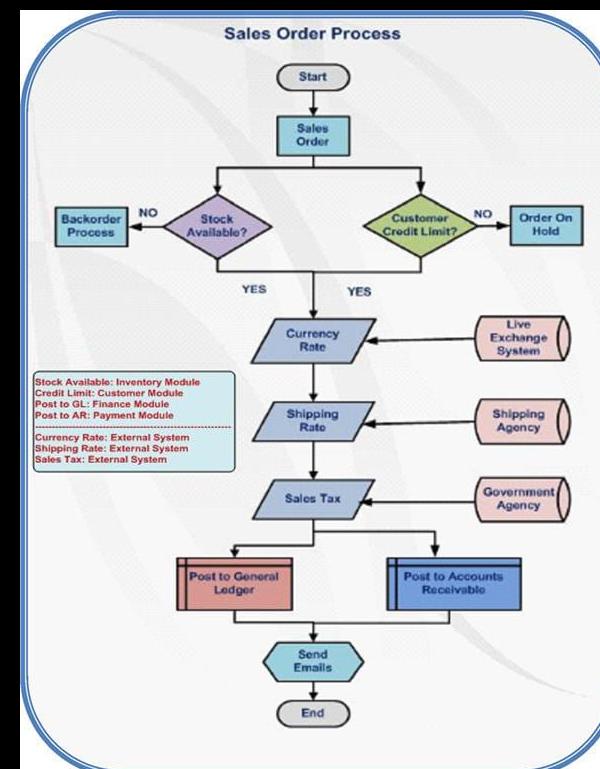 Sales Order Process
Start
Sales
Order
Stock
Available?
NO
Backorder
Process
Customer
Credit Limit?
NO
Order On
Hold
YES
YES
Currency
Rate
Live
Exchange
System
Stock Available: Inventory Module
Credit Limit: Customer Module
Post to GL: Finance Module
Post to AR: Payment Module
Currency Rate: External System
Shipping Rate: External System
Sales Tax: External System
Shipping
Rate
Shipping
Agency
Sales Tax
Government
Agency
Post to General
Ledger
Post to Accounts
Receivable
Send
Emails
End